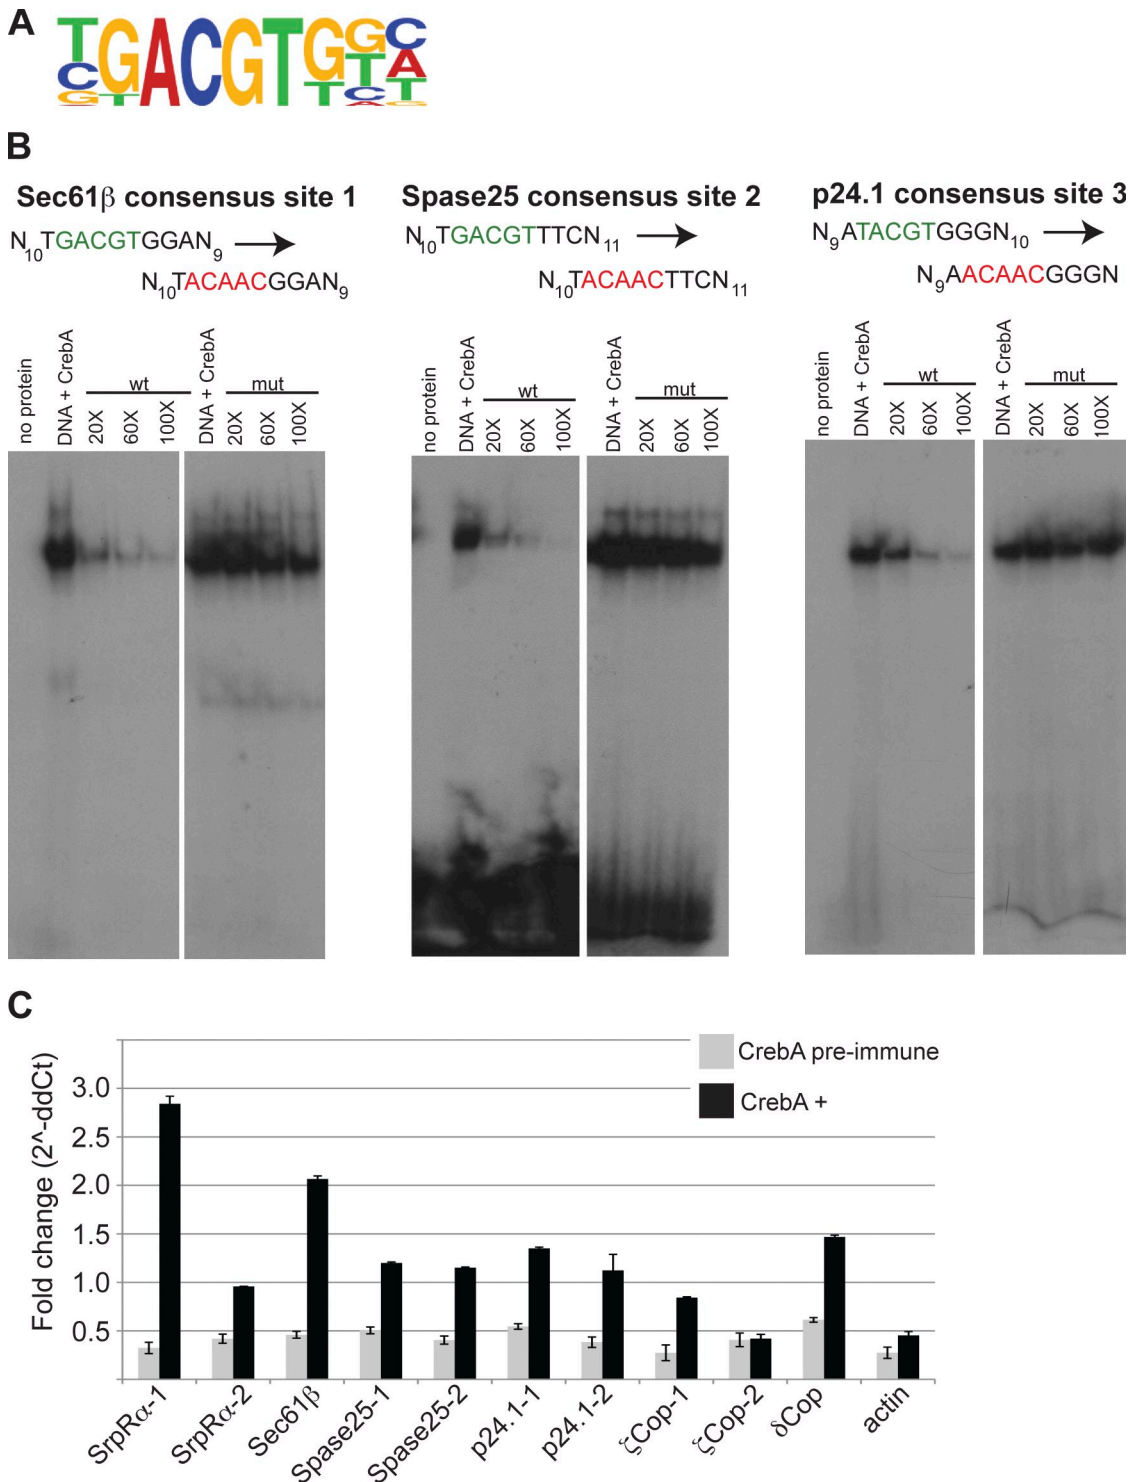 A
TGACGTGGC
CGTTTA
GTCT
AG
B
Sec61β consensus site 1
N10TGACGTGGAN9
N10TACAACGGAN9
Spase25 consensus site 2
N10TGACGTTTCN11
N10TACAACTTCN11
p24.1 consensus site 3
N9ATACGTGGGN10
N9AACAACGGGN
no protein
DNA + CrebA
wt
20X
60X
100X
DNA + CrebA
mut
20X
60X
100X
no protein
DNA + CrebA
wt
20X
60X
100X
DNA + CrebA
mut
20X
60X
100X
no protein
DNA + CrebA
wt
20X
60X
100X
DNA + CrebA
mut
20X
60X
100X
C
CrebA pre-immune
CrebA +
Fold change (2^-ddCt)
3.0
2.5
2.0
1.5
1.0
0.5
SrpRα-1
SrpRα-2
Sec61β
Spase25-1
Spase25-2
p24.1-1
p24.1-2
ζCop-1
ζCop-2
δCop
actin